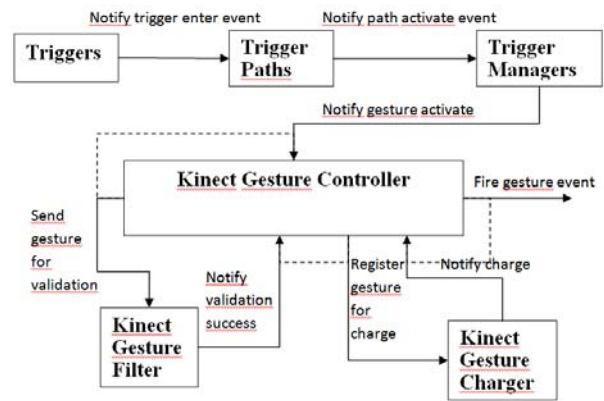 Notify trigger enter event
Notify path activate event
Triggers
Trigger
Paths
Trigger
Managers
Notify gesture activate
Kinect Gesture Controller
Fire gesture event
Send
gesture
for
validation
Notify
validation
success
Register
gesture
for
charge
Notify charge
Kinect
Gesture
Filter
Kinect
Gesture
Charger